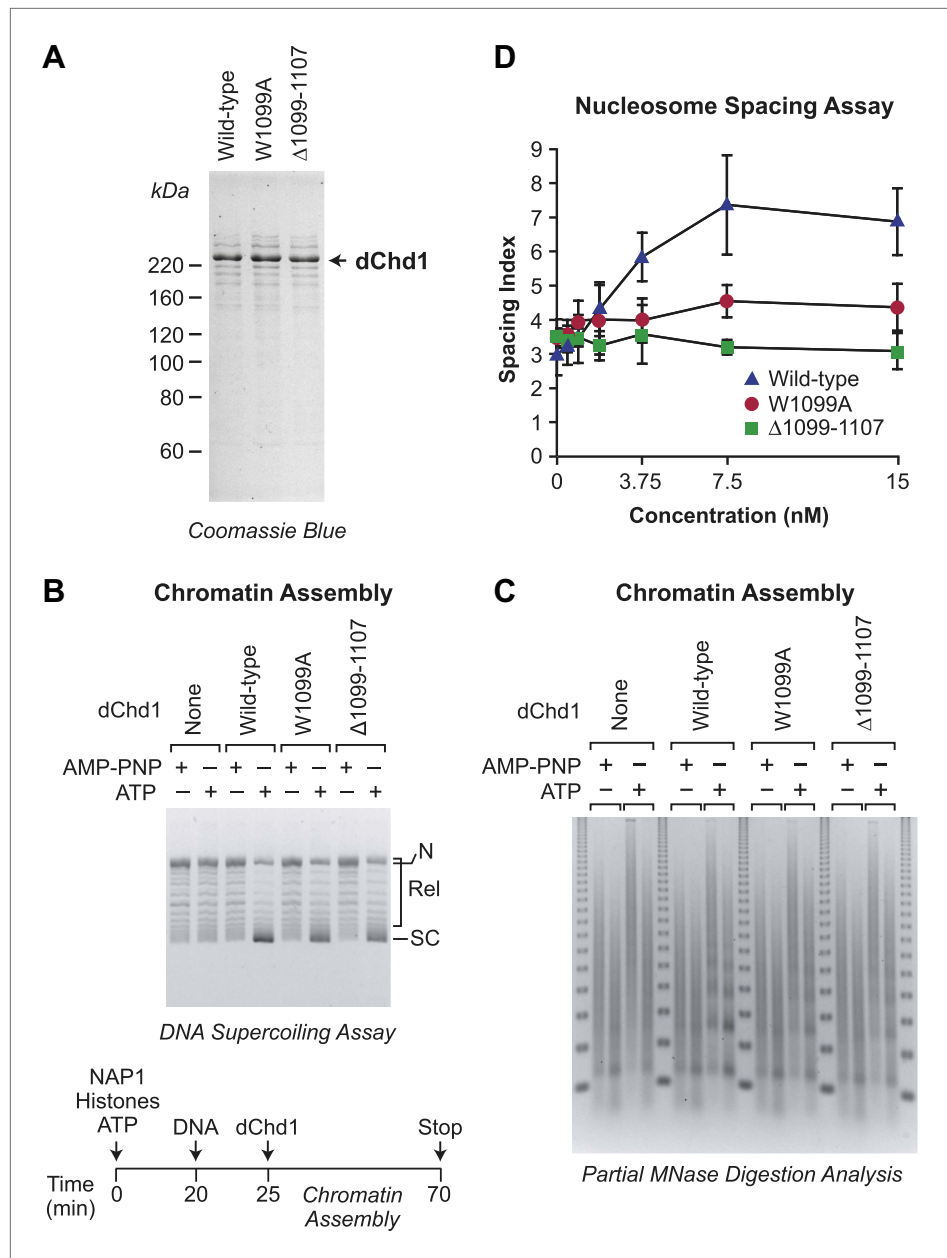 A
Wild-type
W1099A
Δ1099-1107
kDa
220
160
120
100
80
60
dChd1
Coomassie Blue
D
Nucleosome Spacing Assay
Spacing Index
9
8
7
6
5
4
3
2
1
0
Wild-type
W1099A
Δ1099-1107
0 3.75 7.5 15
Concentration (nM)
B
Chromatin Assembly
dChd1 None Wild-type W1099A Δ1099-1107
AMP-PNP + – + – + – + –
ATP – + – + – + – +
N
Rel
SC
DNA Supercoiling Assay
NAP1
Histones
ATP DNA dChd1 Stop
Time (min) 0 20 25 Chromatin Assembly 70
C
Chromatin Assembly
dChd1 None Wild-type W1099A Δ1099-1107
AMP-PNP + – + – + – + –
ATP – + – + – + – +
Partial MNase Digestion Analysis